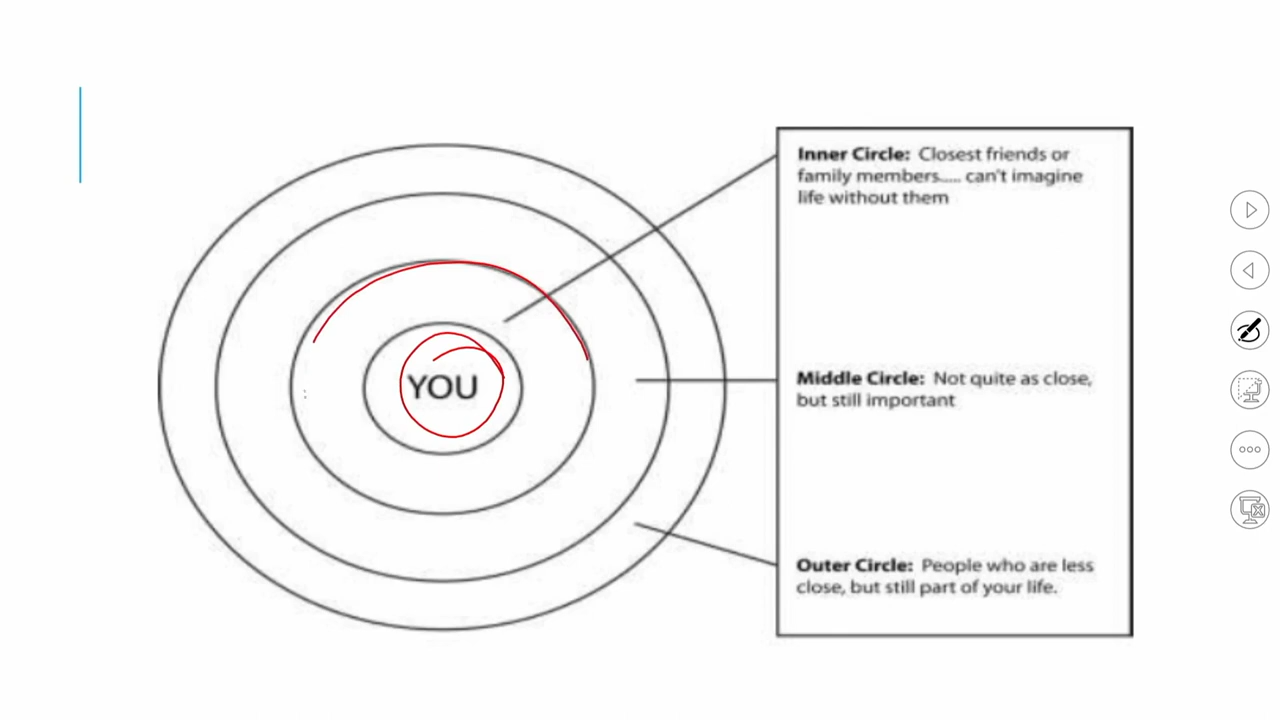 YOU
Inner Circle: Closest friends or
family members..... can't imagine
life without them
Middle Circle: Not quite as close,
but still important
Outer Circle: People who are less
close, but still part of your life.